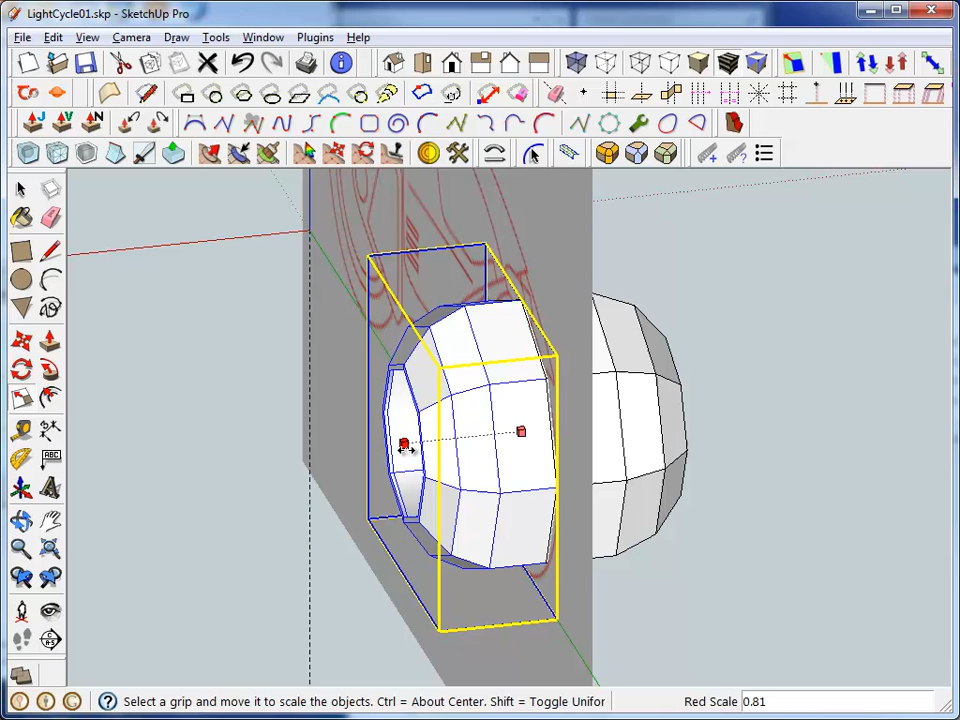 LightCycle01.skp - SketchUp Pro
File Edit View Camera Tools Draw Window Plugins Help
Select a grip and move it to scale the objects. Ctrl = About Center. Shift = Toggle Unifor
Red Scale 0.81